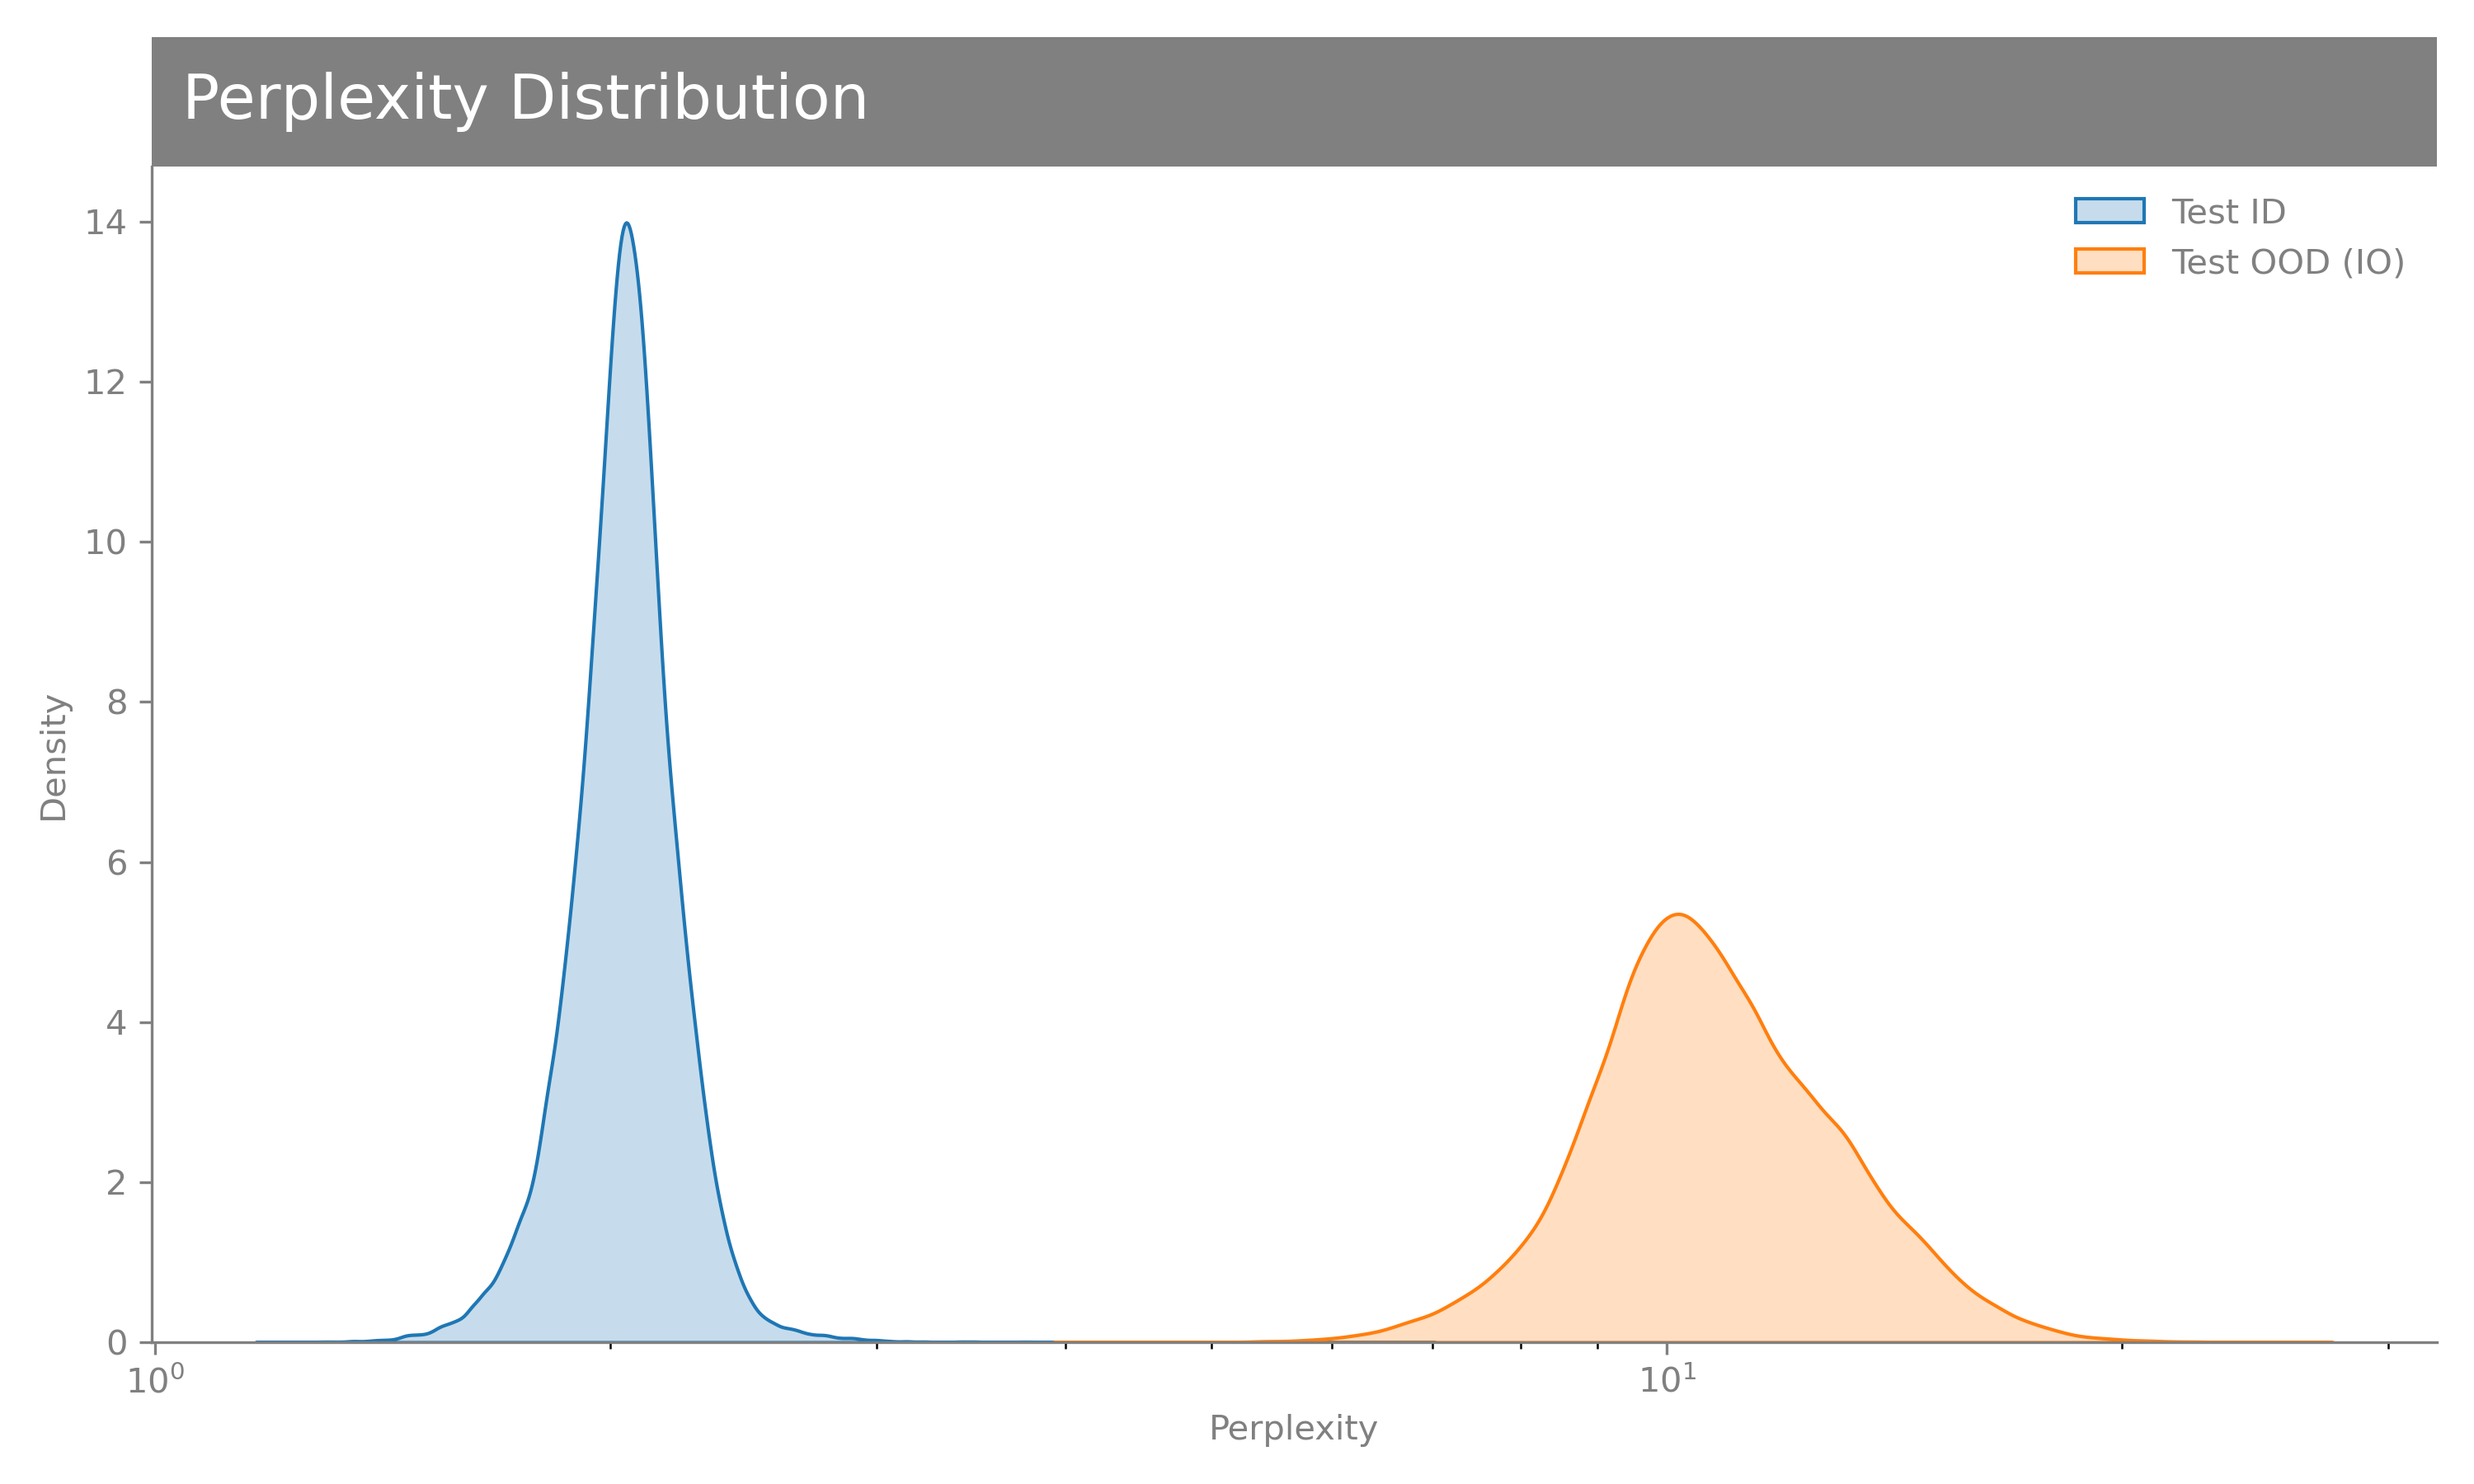 Perplexity Distribution
Test ID
Test OOD (IO)
14
12
10
8
6
4
2
0
Density
10⁰
10¹
Perplexity